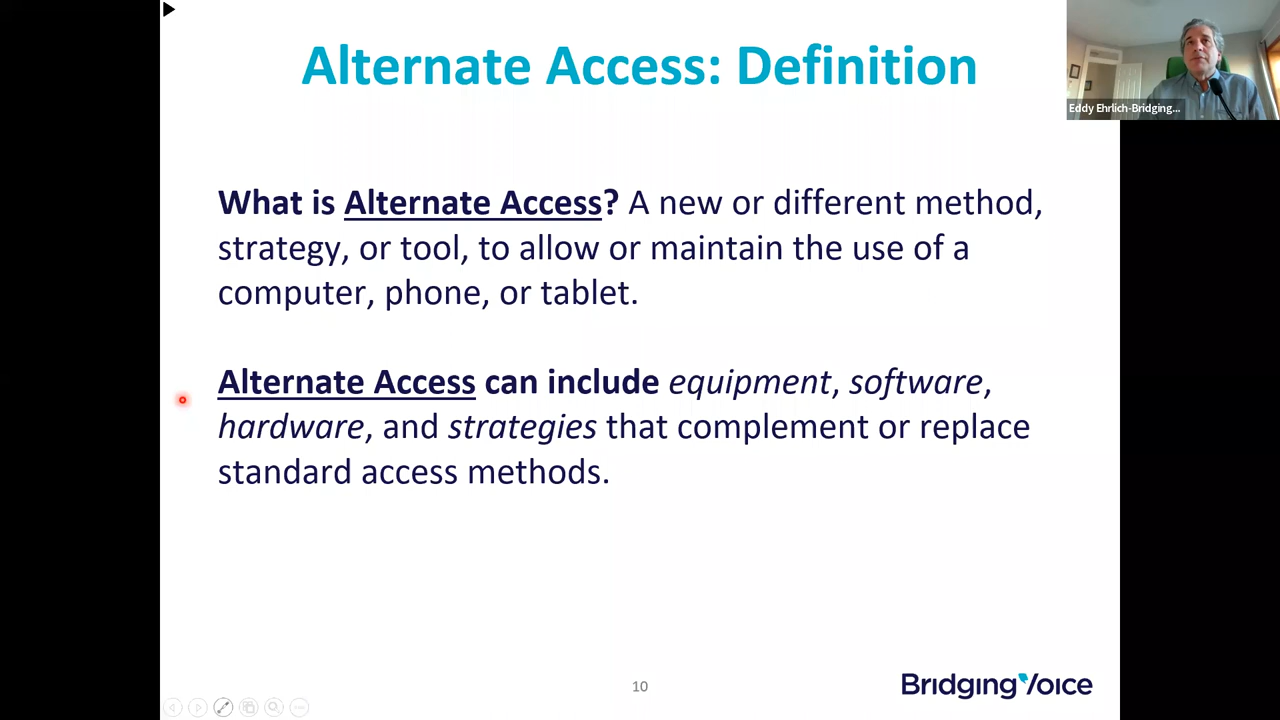 Alternate Access: Definition
Eddy Ehrlich-Bridging...
What is Alternate Access? A new or different method,
strategy, or tool, to allow or maintain the use of a
computer, phone, or tablet.
Alternate Access can include equipment, software,
hardware, and strategies that complement or replace
standard access methods.
10
Bridging Voice